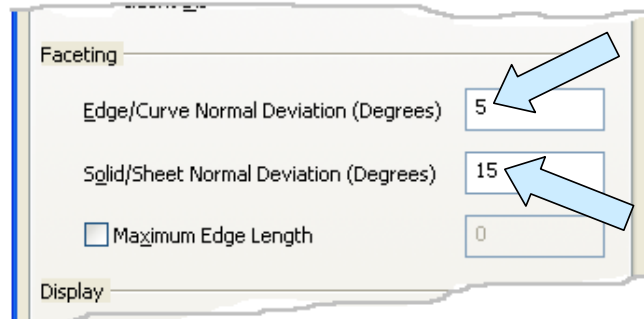 Faceting
Edge/Curve Normal Deviation (Degrees) 5
Solid/Sheet Normal Deviation (Degrees) 15
Maximum Edge Length 0
Display